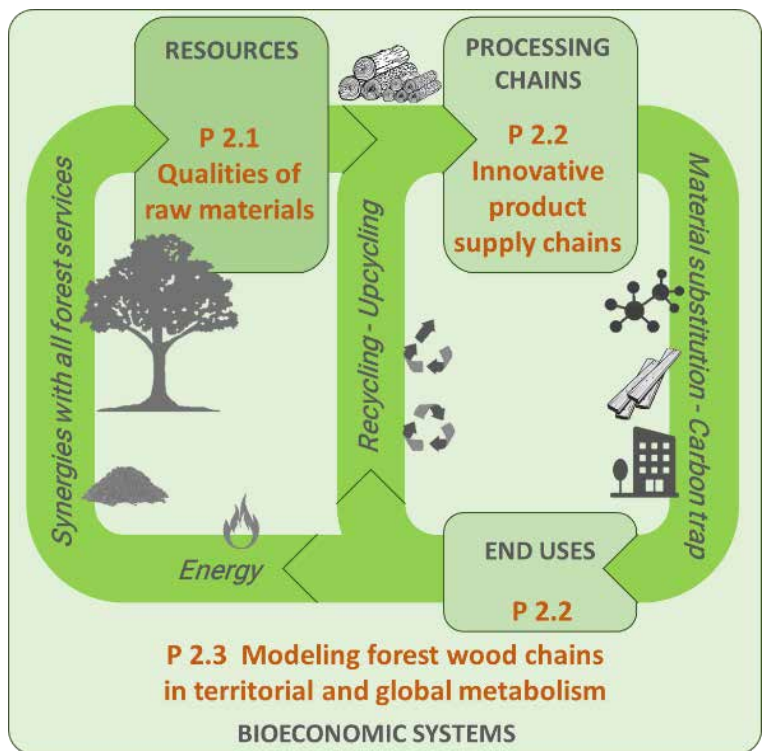 RESOURCES
P 2.1
Qualities of
raw materials
PROCESSING
CHAINS
P 2.2
Innovative
product
supply chains
Synergies with all forest services
Recycling - Upcycling
Material substitution - Carbon trap
Energy
END USES
P 2.2
P 2.3 Modeling forest wood chains
in territorial and global metabolism
BIOECONOMIC SYSTEMS